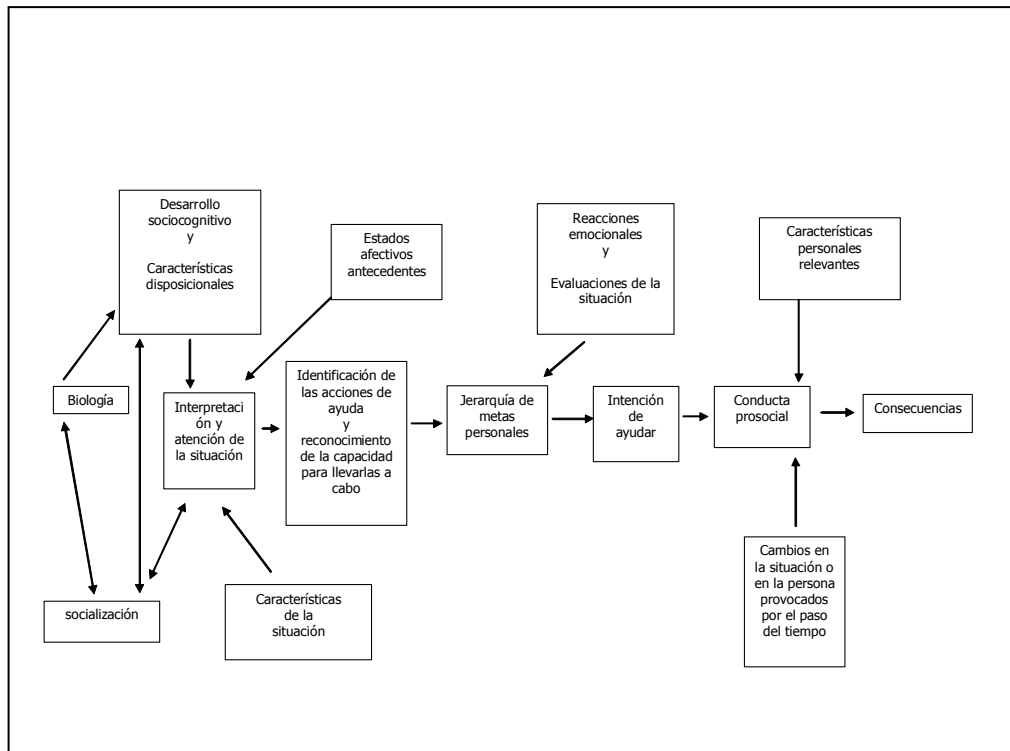 Desarrollo
sociocognitivo
y
Características
disposicionales
Estados
afectivos
antecedentes
Reacciones
emocionales
y
Evaluaciones de la
situación
Características
personales
relevantes
Biología
Interpretaci
ón y
atención de
la situación
Identificación de
las acciones de
ayuda
y
reconocimiento
de la capacidad
para llevarlas a
cabo
Jerarquía de
metas
personales
Intención
de
ayudar
Conducta
prosocial
Consecuencias
socialización
Características
de la
situación
Cambios en
la situación o
en la persona
provocados
por el paso
del tiempo